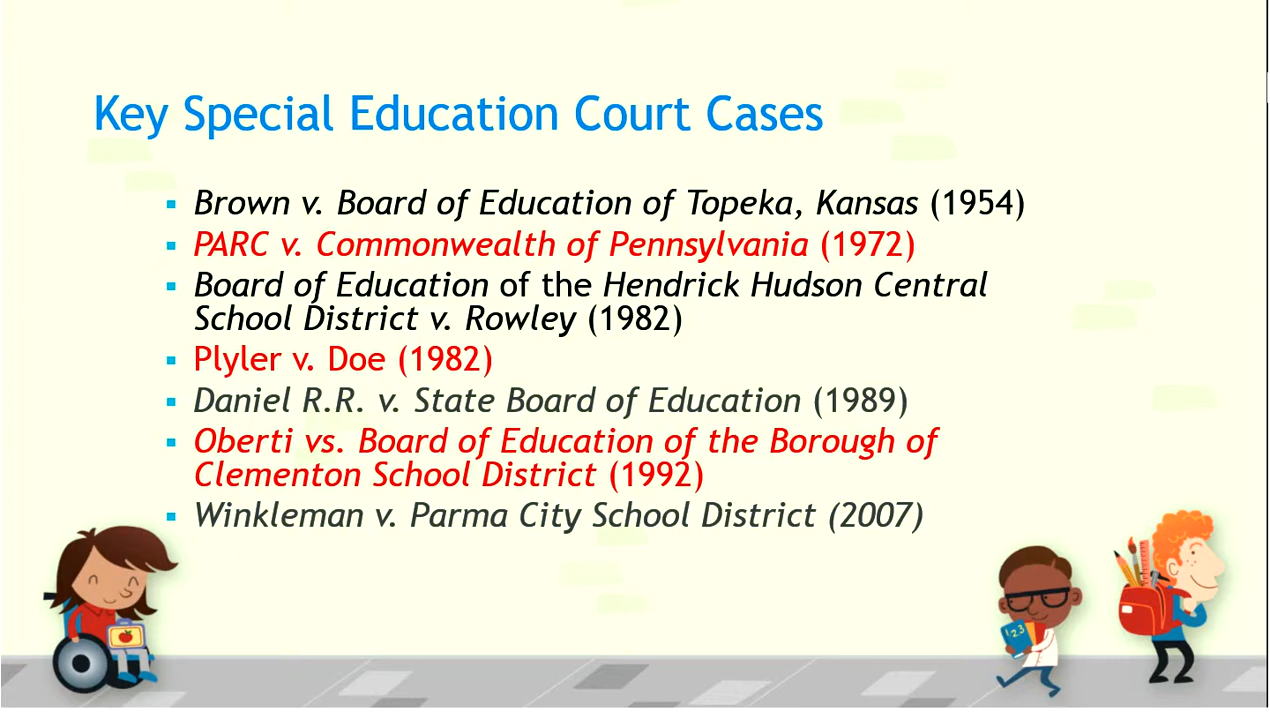 Key Special Education Court Cases
▪ Brown v. Board of Education of Topeka, Kansas (1954)
▪ PARC v. Commonwealth of Pennsylvania (1972)
▪ Board of Education of the Hendrick Hudson Central
School District v. Rowley (1982)
▪ Plyler v. Doe (1982)
▪ Daniel R.R. v. State Board of Education (1989)
▪ Oberti vs. Board of Education of the Borough of
Clementon School District (1992)
▪ Winkleman v. Parma City School District (2007)
123